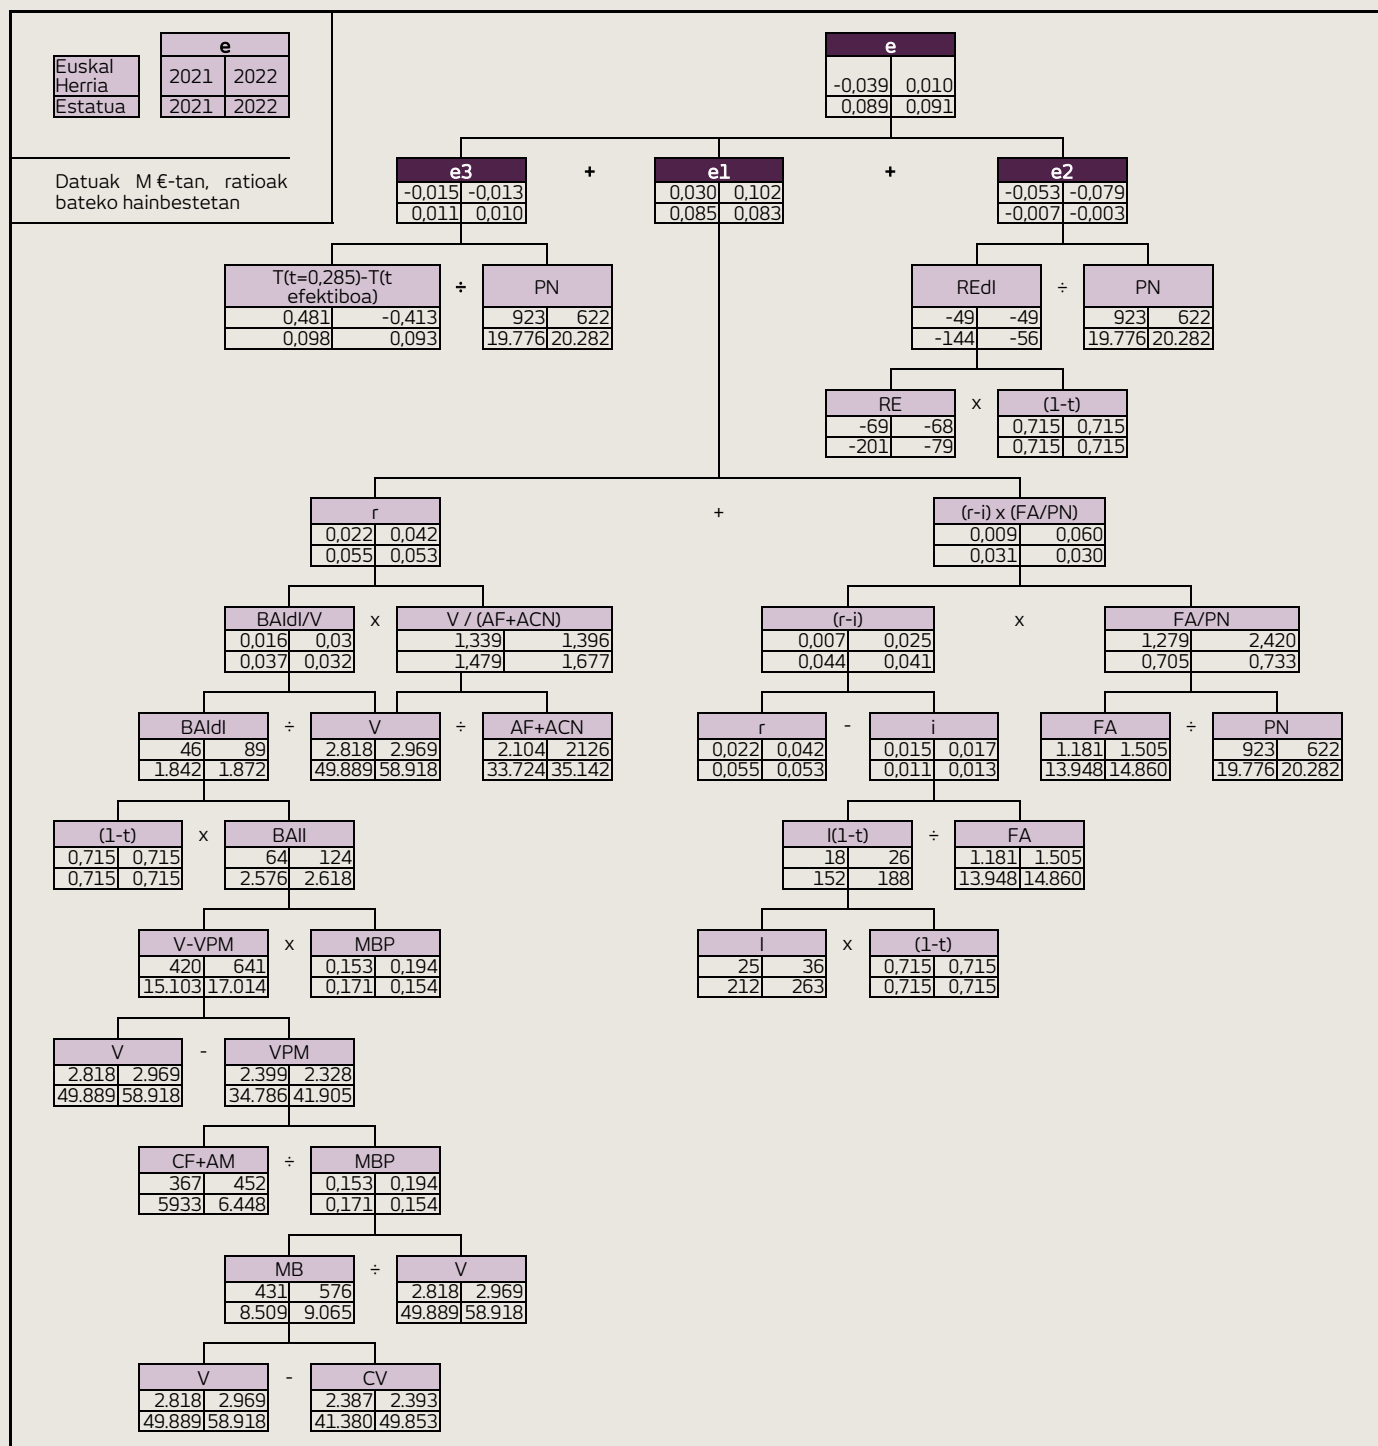 e
Euskal
Herria
2021 2022
Estatua 2021 2022
Datuak M €-tan, ratioak
bateko hainbestetan
e
-0,039 0,010
0,089 0,091
e3 + e1 + e2
-0,015 -0,013 0,030 0,102 -0,053 -0,079
0,011 0,010 0,085 0,083 -0,007 -0,003
T(t=0,285)-T(t
efektiboa)
÷ PN REdI ÷ PN
0,481 -0,413 923 622 -49 -49 923 622
0,098 0,093 19.776 20.282 -144 -56 19.776 20.282
RE x (1-t)
-69 -68 0,715 0,715
-201 -79 0,715 0,715
r + (r-i) x (FA/PN)
0,022 0,042 0,009 0,060
0,055 0,053 0,031 0,030
BAIdI/V x V / (AF+ACN) (r-i) x FA/PN
0,016 0,03 1,339 1,396 0,007 0,025 1,279 2,420
0,037 0,032 1,479 1,677 0,044 0,041 0,705 0,733
BAIdI ÷ V ÷ AF+ACN r - i FA ÷ PN
46 89 2.818 2.969 2.104 2126 0,022 0,042 0,015 0,017 1.181 1.505 923 622
1.842 1.872 49.889 58.918 33.724 35.142 0,055 0,053 0,011 0,013 13.948 14.860 19.776 20.282
(1-t) x BAII I(1-t) ÷ FA
0,715 0,715 64 124 18 26 1.181 1.505
0,715 0,715 2.576 2.618 152 188 13.948 14.860
V-VPM x MBP I x (1-t)
420 641 0,153 0,194 25 36 0,715 0,715
15.103 17.014 0,171 0,154 212 263 0,715 0,715
V - VPM
2.818 2.969 2.399 2.328
49.889 58.918 34.786 41.905
CF+AM ÷ MBP
367 452 0,153 0,194
5933 6.448 0,171 0,154
MB ÷ V
431 576 2.818 2.969
8.509 9.065 49.889 58.918
V - CV
2.818 2.969 2.387 2.393
49.889 58.918 41.380 49.853